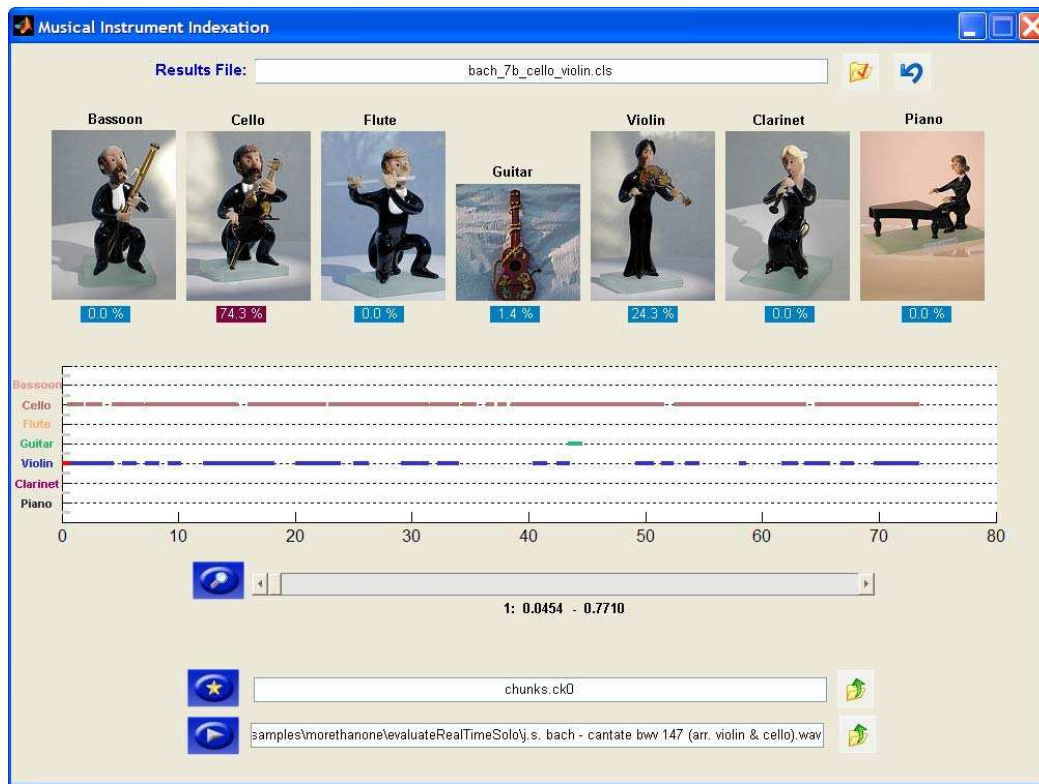 Musical Instrument Indexation
Results File: bach_7b_cello_violin.cls
Bassoon Cello Flute Guitar Violin Clarinet Piano
0.0 % 74.3 % 0.0 % 1.4 % 24.3 % 0.0 % 0.0 %
Bassoon
Cello
Flute
Guitar
Violin
Clarinet
Piano
0 10 20 30 40 50 60 70 80
1: 0.0454 - 0.7710
chunks.ck0
samples\morethanone\evaluateRealTimeSolo\j.s. bach - cantate bwv 147 (arr. violin & cello).wav